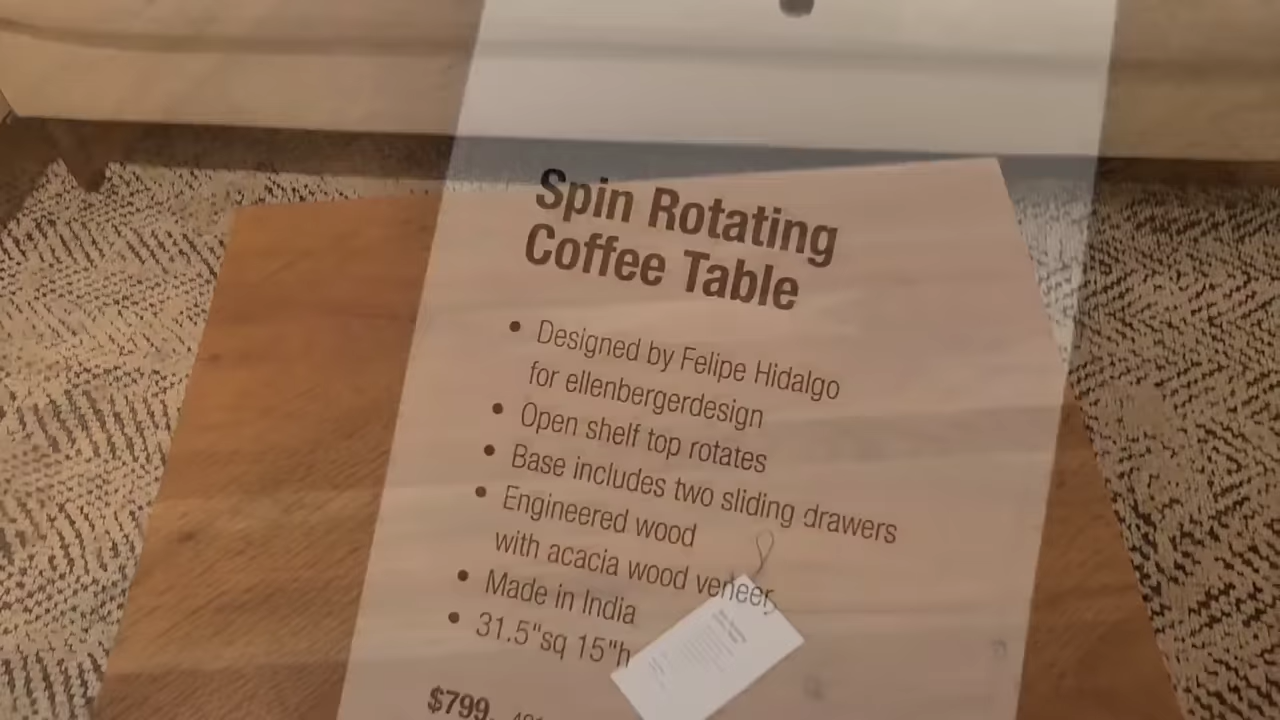 Spin Rotating
Coffee Table
• Designed by Felipe Hidalgo
for ellenbergerdesign
• Open shelf top rotates
• Base includes two sliding drawers
• Engineered wood
with acacia wood veneer
• Made in India
• 31.5"sq 15"h
$799.